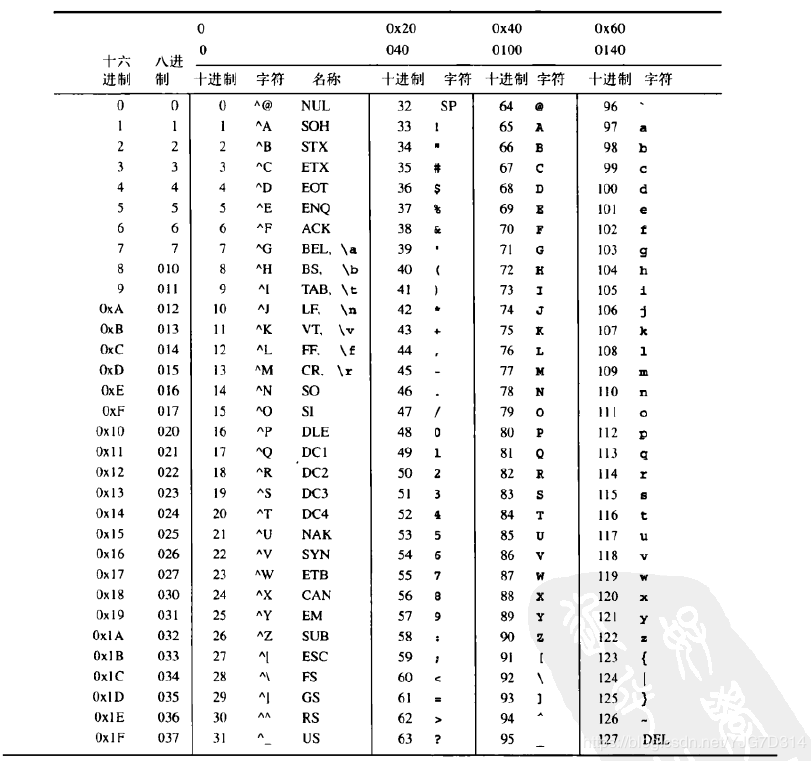 0 0x20 0x40 0x60
0 040 0100 0140
十六 八进
进制 制 十进制 字符 名称 十进制 字符 十进制 字符 十进制 字符
0 0 0 ^@ NUL 32 SP 64 @ 96 `
1 1 1 ^A SOH 33 ! 65 A 97 a
2 2 2 ^B STX 34 " 66 B 98 b
3 3 3 ^C ETX 35 # 67 C 99 c
4 4 4 ^D EOT 36 $ 68 D 100 d
5 5 5 ^E ENQ 37 % 69 E 101 e
6 6 6 ^F ACK 38 & 70 F 102 f
7 7 7 ^G BEL, \a 39 ' 71 G 103 g
8 010 8 ^H BS, \b 40 ( 72 H 104 h
9 011 9 ^I TAB, \t 41 ) 73 I 105 i
0xA 012 10 ^J LF, \n 42 * 74 J 106 j
0xB 013 11 ^K VT, \v 43 + 75 K 107 k
0xC 014 12 ^L FF, \f 44 , 76 L 108 l
0xD 015 13 ^M CR, \r 45 - 77 M 109 m
0xE 016 14 ^N SO 46 . 78 N 110 n
0xF 017 15 ^O SI 47 / 79 O 111 o
0x10 020 16 ^P DLE 48 0 80 P 112 p
0x11 021 17 ^Q DC1 49 1 81 Q 113 q
0x12 022 18 ^R DC2 50 2 82 R 114 r
0x13 023 19 ^S DC3 51 3 83 S 115 s
0x14 024 20 ^T DC4 52 4 84 T 116 t
0x15 025 21 ^U NAK 53 5 85 U 117 u
0x16 026 22 ^V SYN 54 6 86 V 118 v
0x17 027 23 ^W ETB 55 7 87 W 119 w
0x18 030 24 ^X CAN 56 8 88 X 120 x
0x19 031 25 ^Y EM 57 9 89 Y 121 y
0x1A 032 26 ^Z SUB 58 : 90 Z 122 z
0x1B 033 27 ^[ ESC 59 ; 91 [ 123 {
0x1C 034 28 ^\ FS 60 < 92 \ 124 |
0x1D 035 29 ^] GS 61 = 93 ] 125 }
0x1E 036 30 ^^ RS 62 > 94 ^ 126 ~
0x1F 037 31 ^_ US 63 ? 95 _ 127 DEL